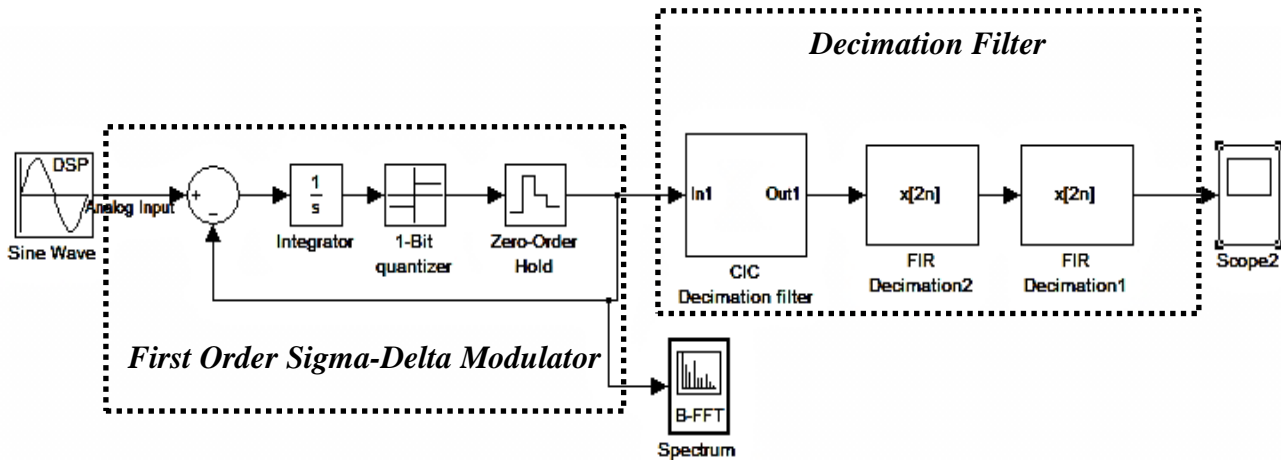 Decimation Filter
DSP
Analog Input
Sine Wave
+
−
1
s
Integrator
1-Bit
quantizer
Zero-Order
Hold
In1
Out1
CIC
Decimation filter
x[2n]
FIR
Decimation2
x[2n]
FIR
Decimation1
Scope2
First Order Sigma-Delta Modulator
B-FFT
Spectrum